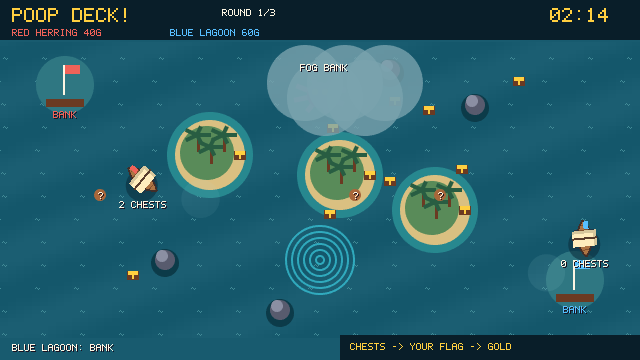 POOP DECK!
ROUND 1/3
02:14
RED HERRING 40G
BLUE LAGOON 60G
FOG BANK
BANK
?
2 CHESTS
?
?
0 CHESTS
BANK
BLUE LAGOON: BANK
CHESTS -> YOUR FLAG -> GOLD